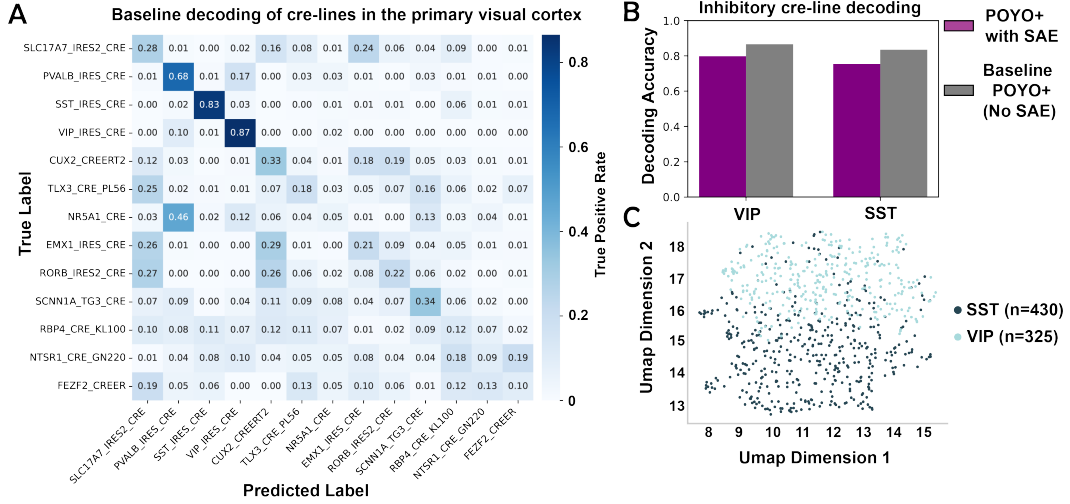 A
Baseline decoding of cre-lines in the primary visual cortex
True Label
SLC17A7_IRES2_CRE 0.28 0.01 0.00 0.02 0.16 0.08 0.01 0.24 0.06 0.04 0.09 0.00 0.01
PVALB_IRES_CRE 0.01 0.68 0.01 0.17 0.00 0.03 0.03 0.01 0.00 0.01 0.03 0.01 0.01
SST_IRES_CRE 0.00 0.02 0.83 0.03 0.00 0.00 0.01 0.01 0.01 0.00 0.06 0.01 0.01
VIP_IRES_CRE 0.00 0.10 0.01 0.87 0.00 0.00 0.02 0.00 0.00 0.00 0.00 0.00 0.00
CUX2_CREERT2 0.12 0.03 0.00 0.01 0.33 0.04 0.01 0.18 0.19 0.05 0.03 0.01 0.01
TLX3_CRE_PL56 0.25 0.02 0.01 0.01 0.07 0.18 0.03 0.05 0.07 0.16 0.06 0.02 0.07
NR5A1_CRE 0.03 0.46 0.02 0.12 0.06 0.04 0.05 0.01 0.00 0.13 0.03 0.04 0.01
EMX1_IRES_CRE 0.26 0.01 0.00 0.00 0.29 0.01 0.00 0.21 0.09 0.04 0.05 0.01 0.01
RORB_IRES2_CRE 0.27 0.00 0.00 0.00 0.26 0.06 0.02 0.08 0.22 0.06 0.02 0.00 0.01
SCNN1A_TG3_CRE 0.07 0.09 0.00 0.04 0.11 0.09 0.08 0.04 0.07 0.34 0.06 0.02 0.00
RBP4_CRE_KL100 0.10 0.08 0.11 0.07 0.12 0.11 0.07 0.01 0.02 0.09 0.12 0.07 0.02
NTSR1_CRE_GN220 0.01 0.04 0.08 0.10 0.04 0.05 0.05 0.08 0.04 0.04 0.18 0.09 0.19
FEZF2_CREER 0.19 0.05 0.06 0.00 0.00 0.13 0.05 0.10 0.06 0.01 0.12 0.13 0.10
SLC17A7_IRES2_CRE
PVALB_IRES_CRE
SST_IRES_CRE
VIP_IRES_CRE
CUX2_CREERT2
TLX3_CRE_PL56
NR5A1_CRE
EMX1_IRES_CRE
RORB_IRES2_CRE
SCNN1A_TG3_CRE
RBP4_CRE_KL100
NTSR1_CRE_GN220
FEZF2_CREER
Predicted Label
0.8
0.6
0.4
0.2
0
True Positive Rate
B
Inhibitory cre-line decoding
Decoding Accuracy
1.0
0.8
0.6
0.4
0.2
0.0
VIP SST
POYO+
with SAE
Baseline
POYO+
(No SAE)
C
Umap Dimension 2
18
17
16
15
14
13
8 9 10 11 12 13 14 15
Umap Dimension 1
SST (n=430)
VIP (n=325)